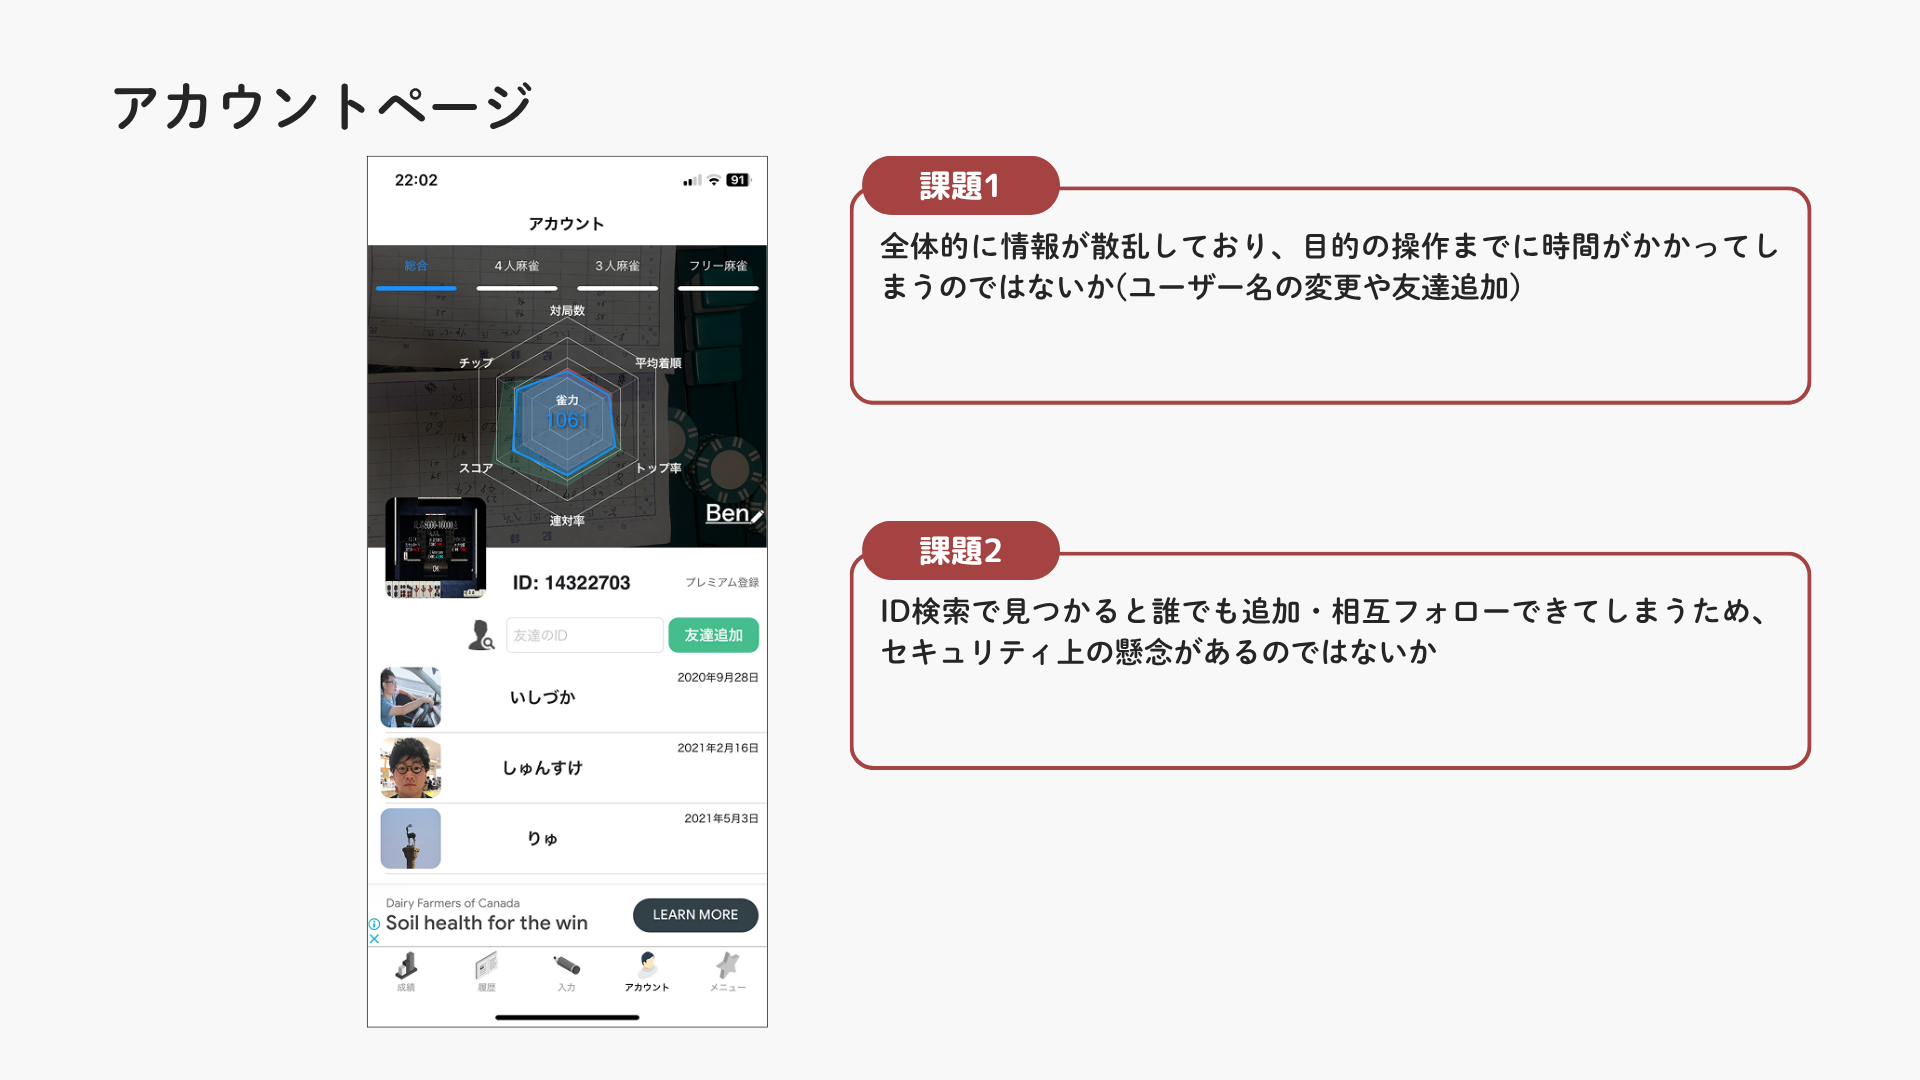 アカウントページ
22:02
91
アカウント
総合
4人麻雀
3人麻雀
フリー麻雀
対局数
チップ
平均着順
雀力
1061
スコア
トップ率
連対率
Ben
ID: 14322703
プレミアム登録
友達のID
友達追加
2020年9月28日
いしづか
2021年2月16日
しゅんすけ
2021年5月3日
りゅ
Dairy Farmers of Canada
Soil health for the win
LEARN MORE
成績
履歴
入力
アカウント
メニュー
課題1
全体的に情報が散乱しており、目的の操作までに時間がかかってし
まうのではないか(ユーザー名の変更や友達追加)
課題2
ID検索で見つかると誰でも追加・相互フォローできてしまうため、
セキュリティ上の懸念があるのではないか